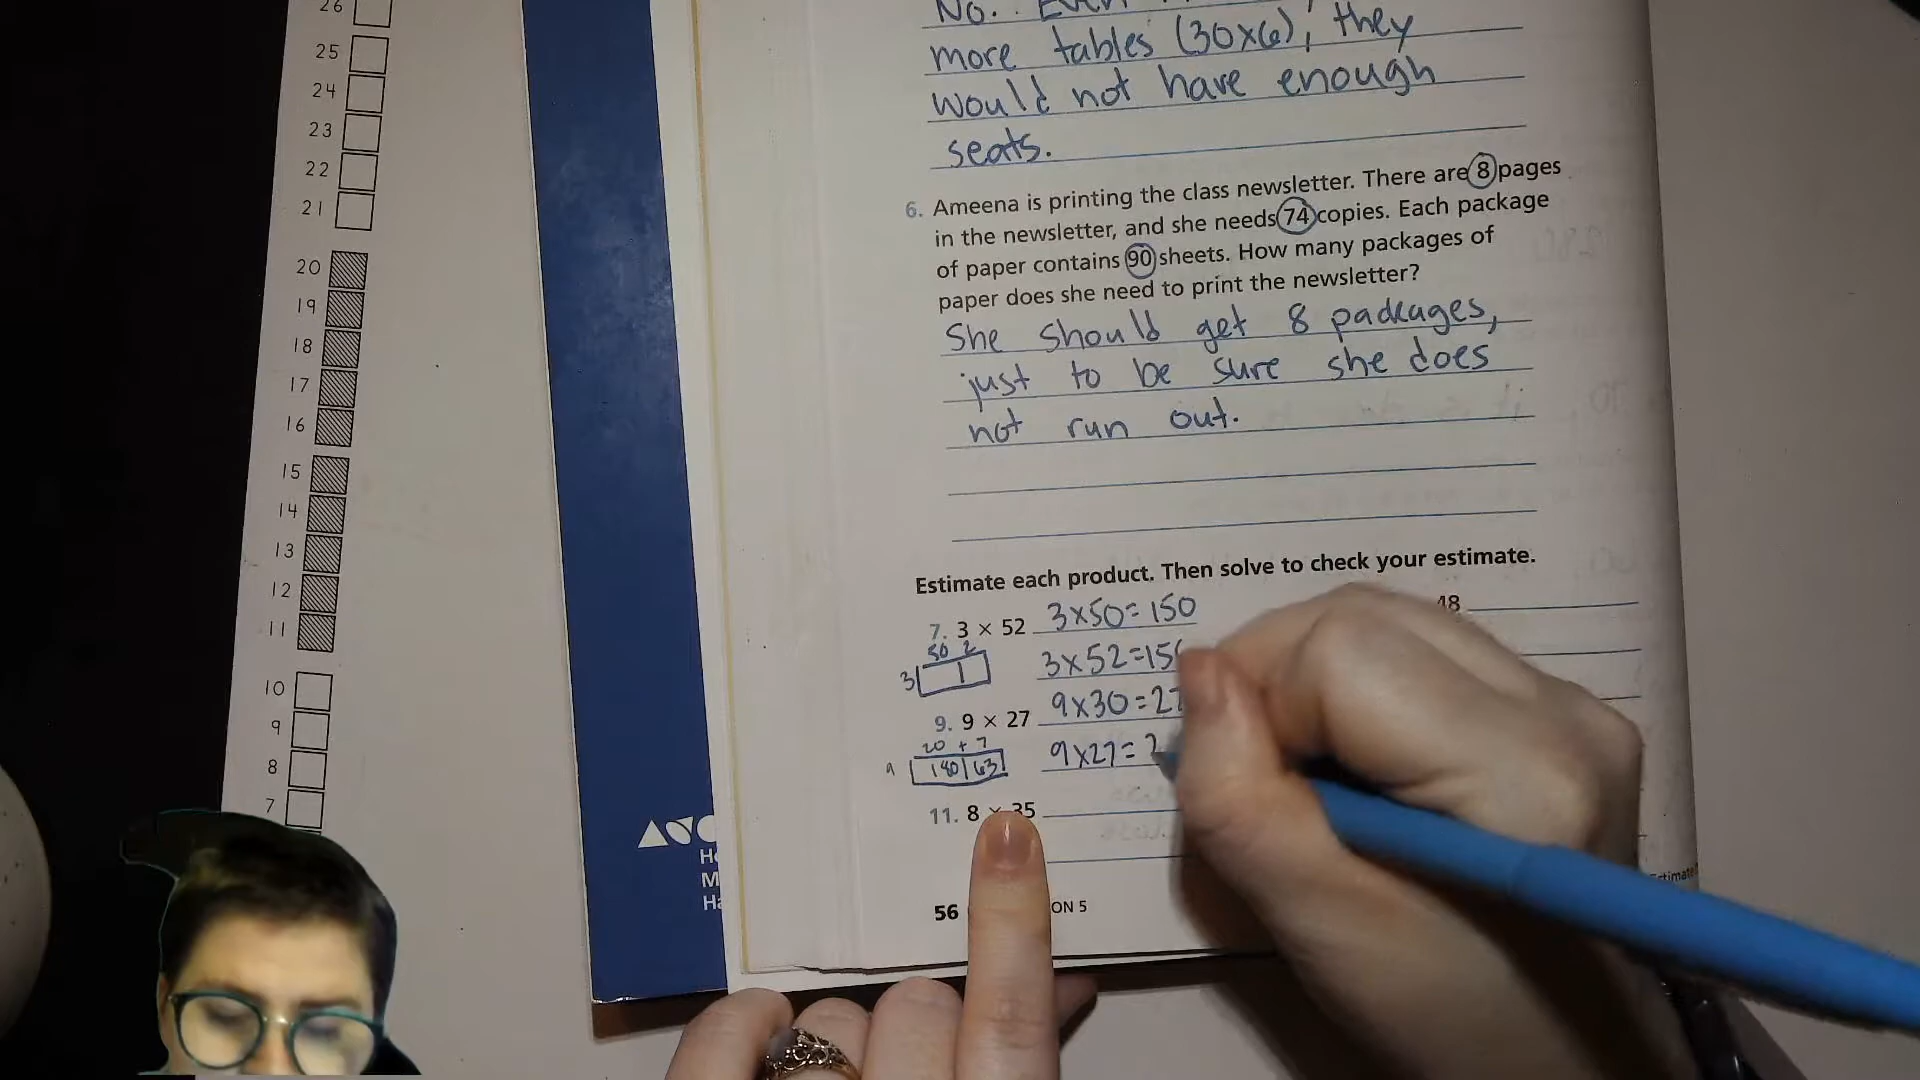 26
25
24
23
22
21
20
19
18
17
16
15
14
13
12
11
10
9
8
7
No.
more tables (30x6), they
would not have enough
seats.
6. Ameena is printing the class newsletter. There are 8 pages
in the newsletter, and she needs 74 copies. Each package
of paper contains 90 sheets. How many packages of
paper does she need to print the newsletter?
She should get 8 packages,
just to be sure she does
not run out.
Estimate each product. Then solve to check your estimate.
7. 3 × 52 3x50=150
50 2
3 3x52=15
9. 9 × 27 9x30=27
20 + 7
9 180 63 9x27=2
11. 8 × 35
48
56 ON 5